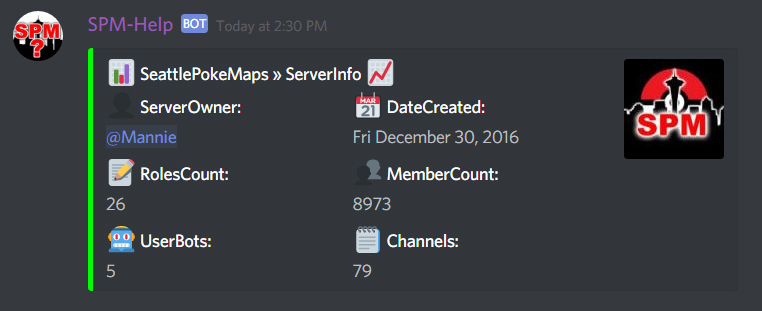 SPM
?
SPM-Help BOT Today at 2:30 PM
SeattlePokeMaps » ServerInfo
SPM
ServerOwner:
@Mannie
MAR
21
DateCreated:
Fri December 30, 2016
RolesCount:
26
MemberCount:
8973
UserBots:
5
Channels:
79